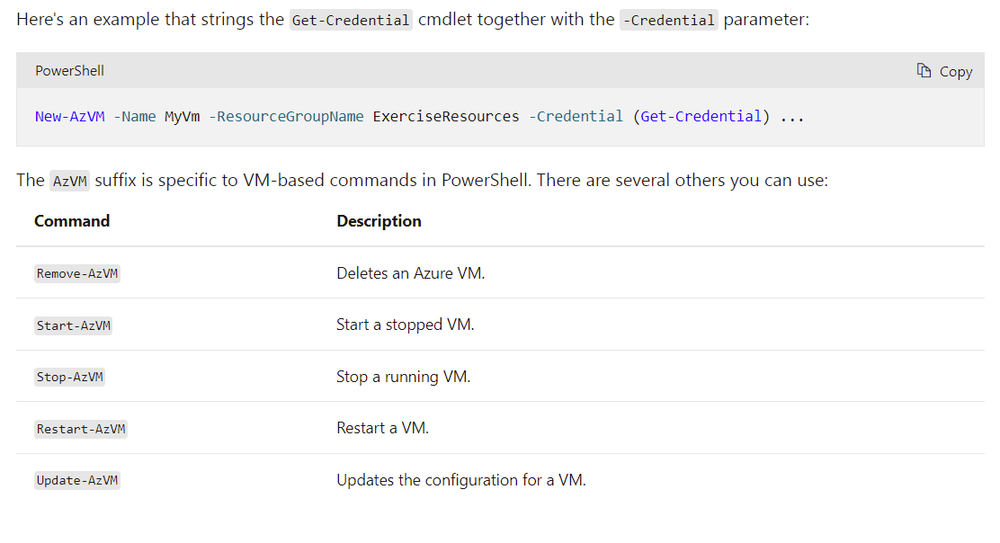 Here's an example that strings the Get-Credential cmdlet together with the -Credential parameter:
PowerShell Copy
New-AzVM -Name MyVm -ResourceGroupName ExerciseResources -Credential (Get-Credential) ...
The AzVM suffix is specific to VM-based commands in PowerShell. There are several others you can use:
Command Description
Remove-AzVM Deletes an Azure VM.
Start-AzVM Start a stopped VM.
Stop-AzVM Stop a running VM.
Restart-AzVM Restart a VM.
Update-AzVM Updates the configuration for a VM.